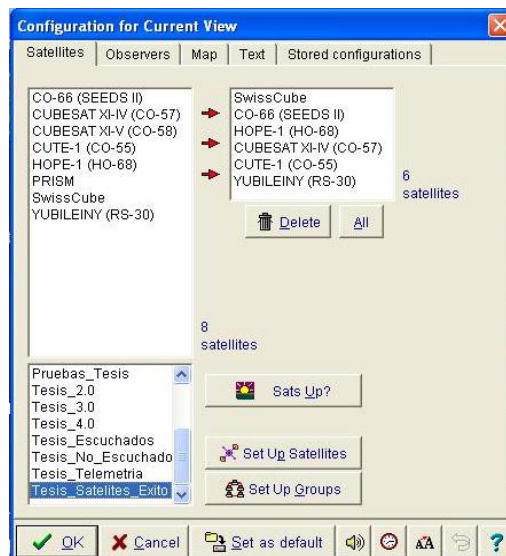 Configuration for Current View
Satellites
Observers
Map
Text
Stored configurations
CO-66 (SEEDS II)
CUBESAT XI-IV (CO-57)
CUBESAT XI-V (CO-58)
CUTE-1 (CO-55)
HOPE-1 (HO-68)
PRISM
SwissCube
YUBILEINY (RS-30)
8
satellites
SwissCube
CO-66 (SEEDS II)
HOPE-1 (HO-68)
CUBESAT XI-IV (CO-57)
CUTE-1 (CO-55)
YUBILEINY (RS-30)
6
satellites
Delete
All
Pruebas_Tesis
Tesis_2.0
Tesis_3.0
Tesis_4.0
Tesis_Escuchados
Tesis_No_Escuchado
Tesis_Telemetria
Tesis_Satelites_Exito
Sats Up?
Set Up Satellites
Set Up Groups
OK
Cancel
Set as default
AA
?